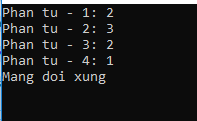 Phan tu - 1: 2
Phan tu - 2: 3
Phan tu - 3: 2
Phan tu - 4: 1
Mang doi xung